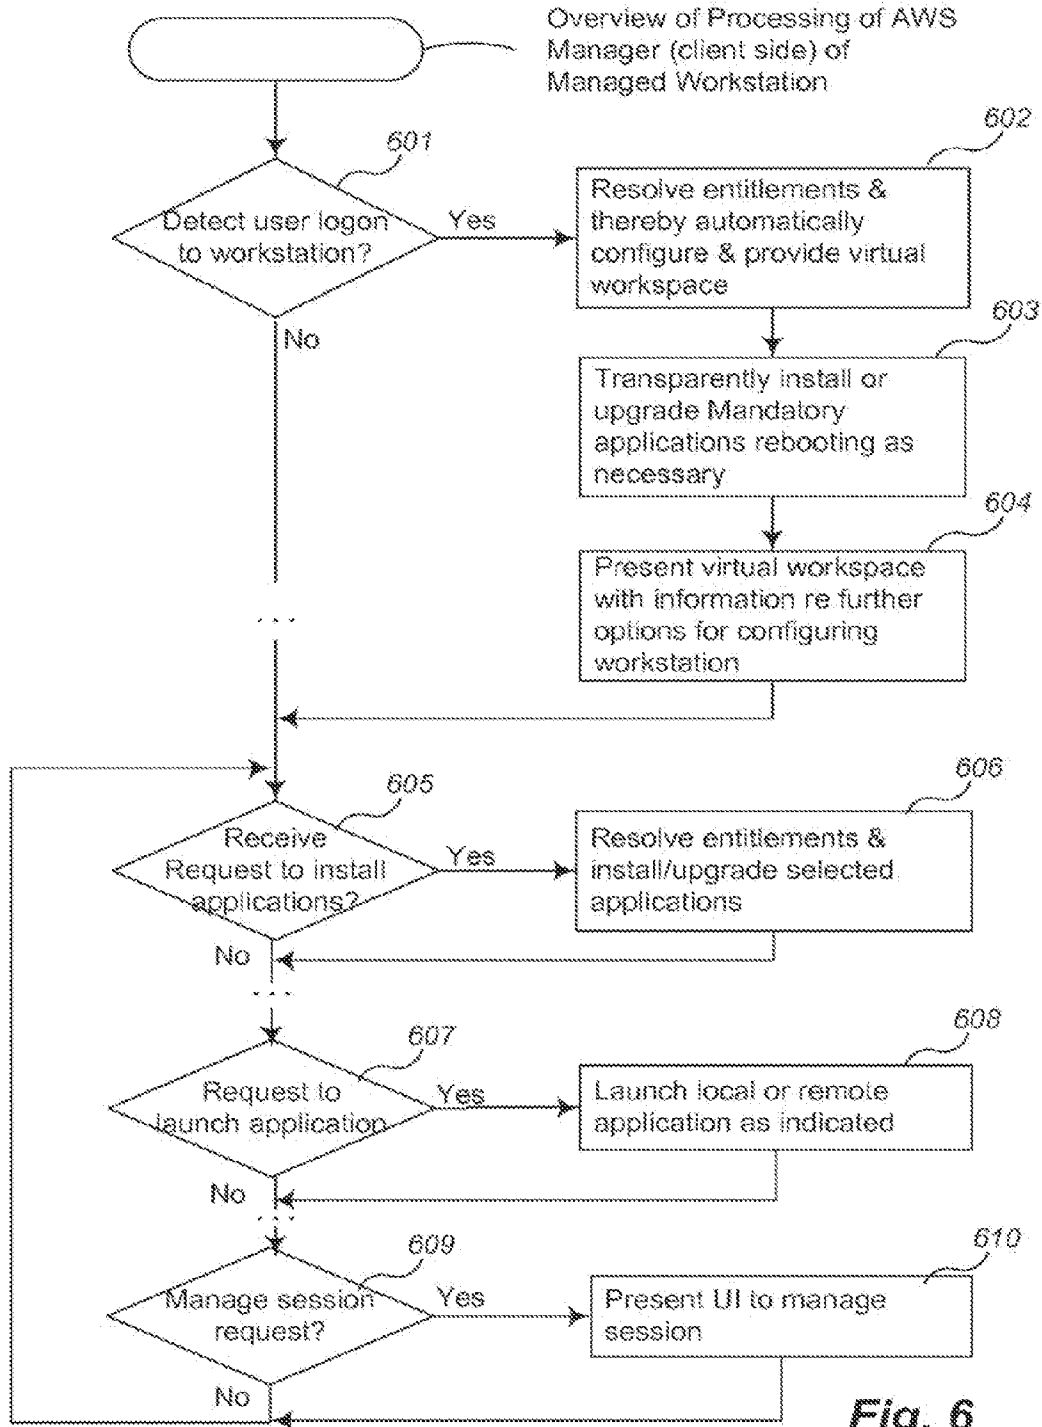 Overview of Processing of AWS
Manager (client side) of
Managed Workstation
601
Detect user logon
to workstation?
Yes
No
602
Resolve entitlements &
thereby automatically
configure & provide virtual
workspace
603
Transparently install or
upgrade Mandatory
applications rebooting as
necessary
604
Present virtual workspace
with information re further
options for configuring
workstation
605
Receive
Request to install
applications?
Yes
No
606
Resolve entitlements &
install/upgrade selected
applications
607
Request to
launch application
Yes
No
608
Launch local or remote
application as indicated
609
Manage session
request?
Yes
No
610
Present UI to manage
session
Fig. 6